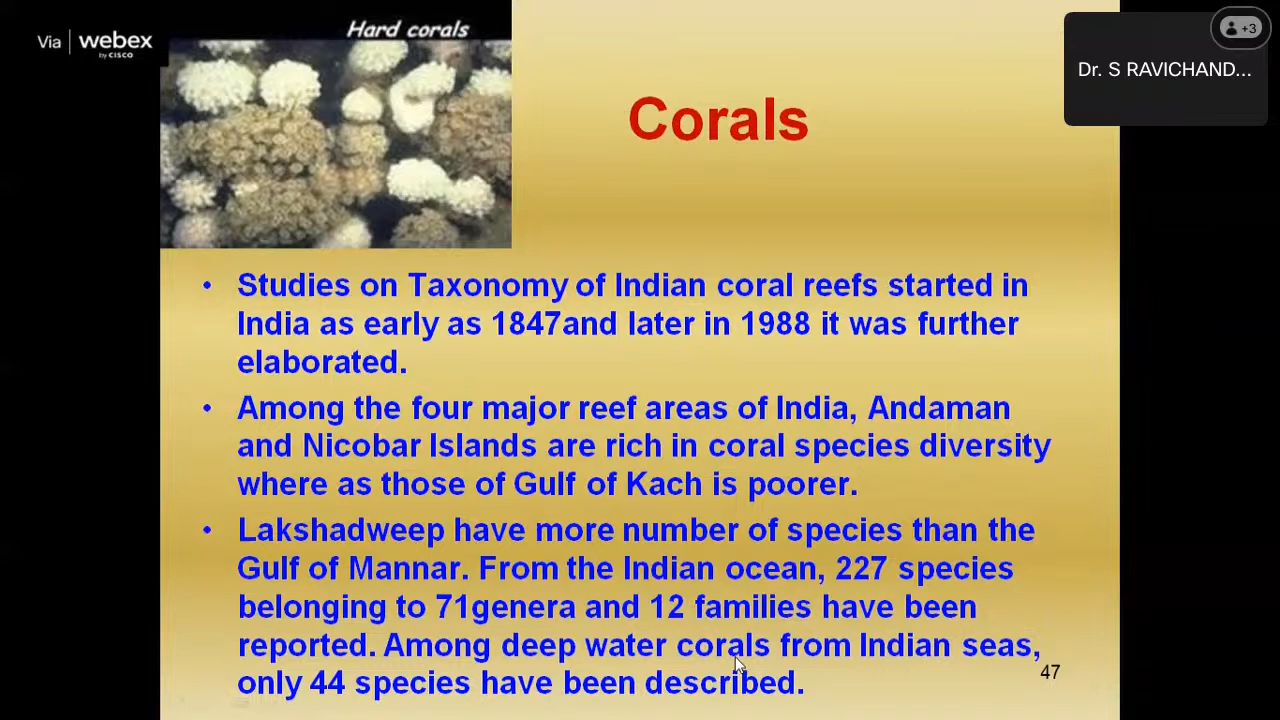 Via webex
by CISCO
Hard corals
+3
Dr. S RAVICHAND...
Corals
• Studies on Taxonomy of Indian coral reefs started in
India as early as 1847and later in 1988 it was further
elaborated.
• Among the four major reef areas of India, Andaman
and Nicobar Islands are rich in coral species diversity
where as those of Gulf of Kach is poorer.
• Lakshadweep have more number of species than the
Gulf of Mannar. From the Indian ocean, 227 species
belonging to 71genera and 12 families have been
reported. Among deep water corals from Indian seas,
only 44 species have been described.
47